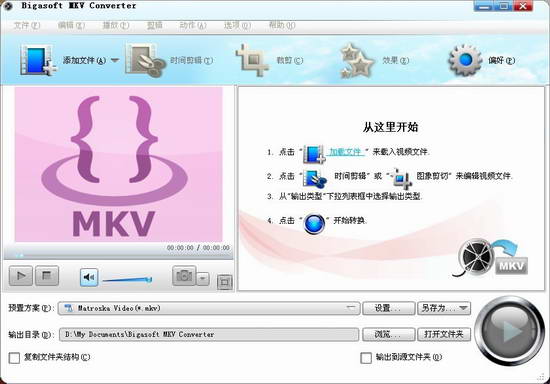 Bigasoft MKV Converter
文件(F) 编辑(E) 播放(P) 剪辑 动作(A) 选项(O) 帮助(H)
添加文件(A) 时间剪辑(T) 裁剪(C) 效果(E) 偏好(P)
从这里开始
1. 点击 “ 加载文件 ” 来载入视频文件.
2. 点击 “ 时间剪辑” 或 “ 图象剪切” 来编辑视频文件.
3. 从“输出类型”下拉列表框中选择输出类型.
4. 点击 “ ” 开始转换.
MKV
MKV
00:00:00 / 00:00:00
预置方案(F): Matroska Video(*.mkv) 设置... 另存为...
输出目录(D): D:\My Documents\Bigasoft MKV Converter 浏览... 打开文件夹
复制文件夹结构(C) 输出到源文件夹(O)